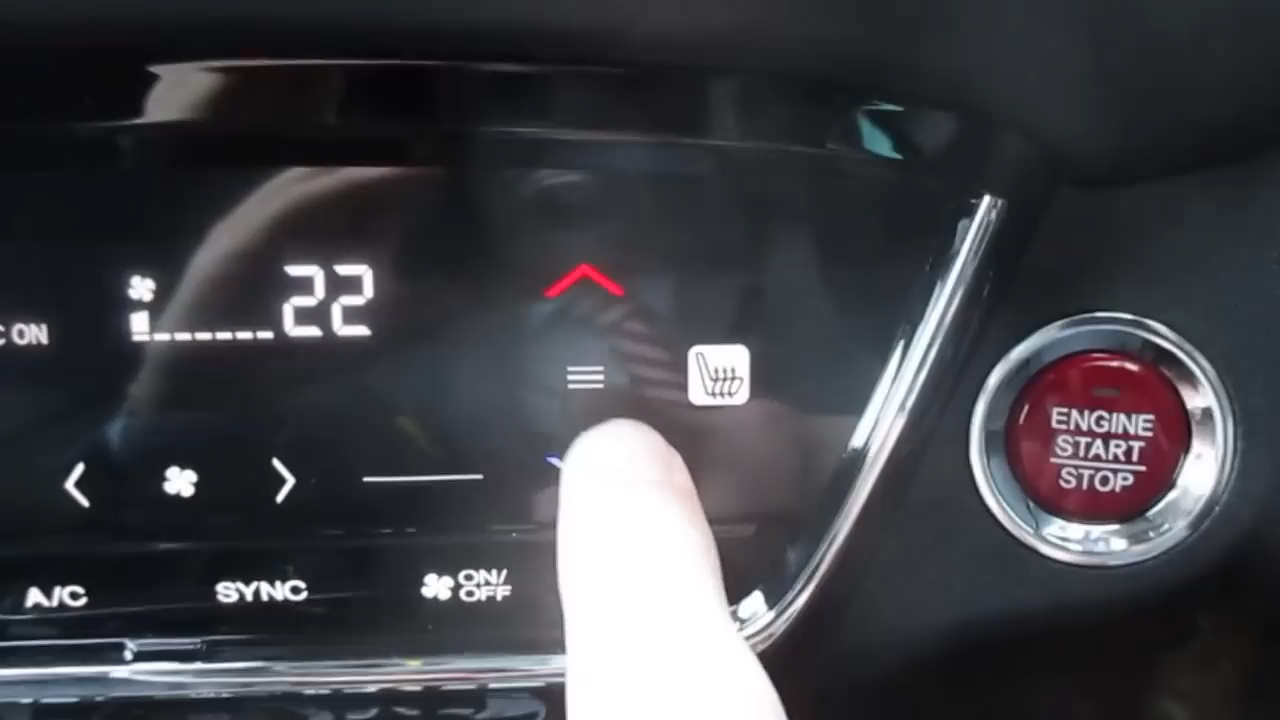 C ON
22
A/C
SYNC
ON/
OFF
ENGINE
START
STOP